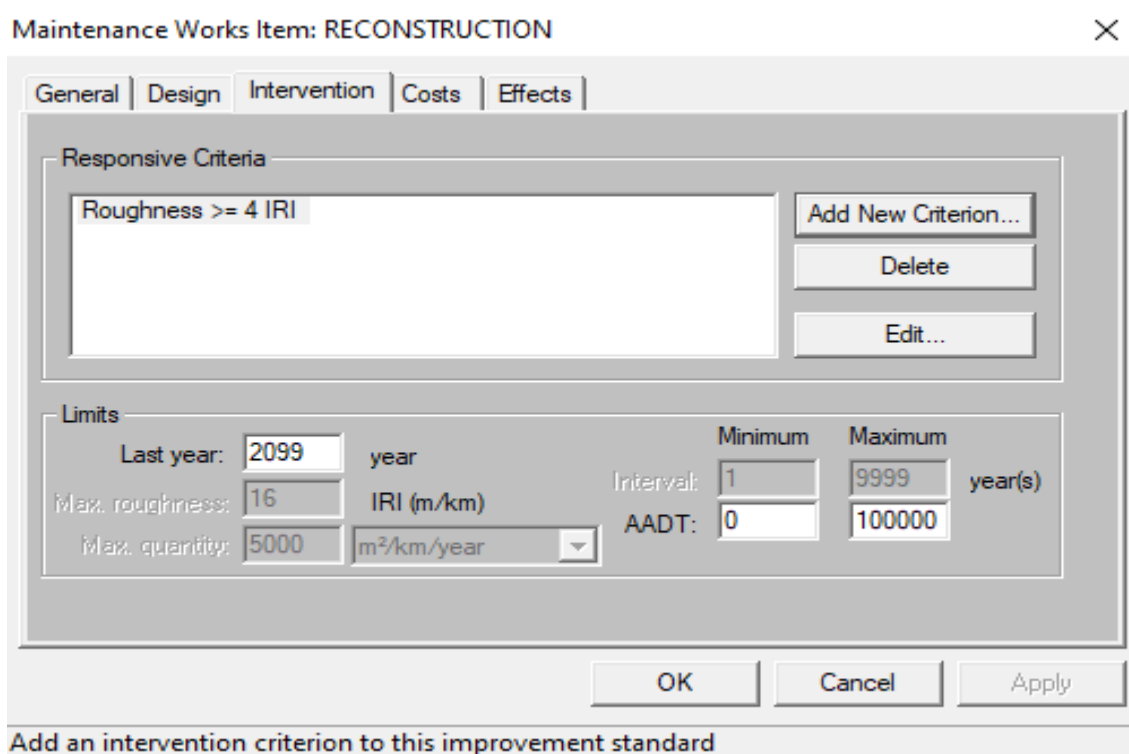 Maintenance Works Item: RECONSTRUCTION
General Design Intervention Costs Effects
Responsive Criteria
Roughness >= 4 IRI
Add New Criterion...
Delete
Edit...
Limits
Minimum Maximum
Last year: 2099 year
Interval: 1 9999 year(s)
Max. roughness: 16 IRI (m/km)
AADT: 0 100000
Max. quantity: 5000 m²/km/year
OK Cancel Apply
Add an intervention criterion to this improvement standard